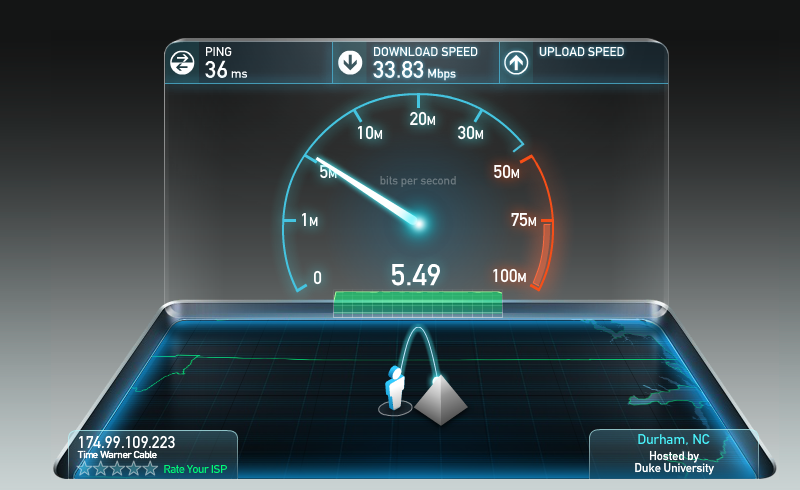 PING
36 ms
DOWNLOAD SPEED
33.83 Mbps
UPLOAD SPEED
20M
10M
30M
5M
50M
bits per second
1M
75M
0
100M
5.49
174.99.109.223
Time Warner Cable
Rate Your ISP
Durham, NC
Hosted by
Duke University